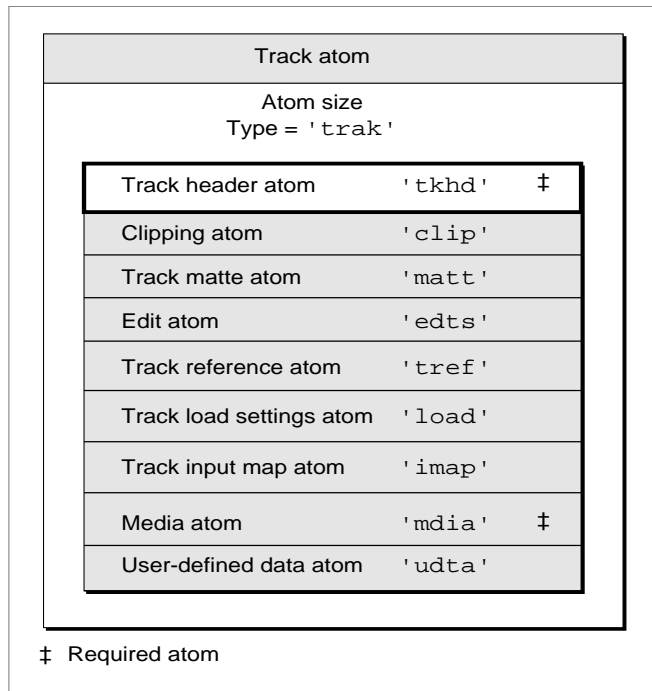 Track atom
Atom size
Type = 'trak'
Track header atom 'tkhd' ‡
Clipping atom 'clip'
Track matte atom 'matt'
Edit atom 'edts'
Track reference atom 'tref'
Track load settings atom 'load'
Track input map atom 'imap'
Media atom 'mdia' ‡
User-defined data atom 'udta'
‡ Required atom